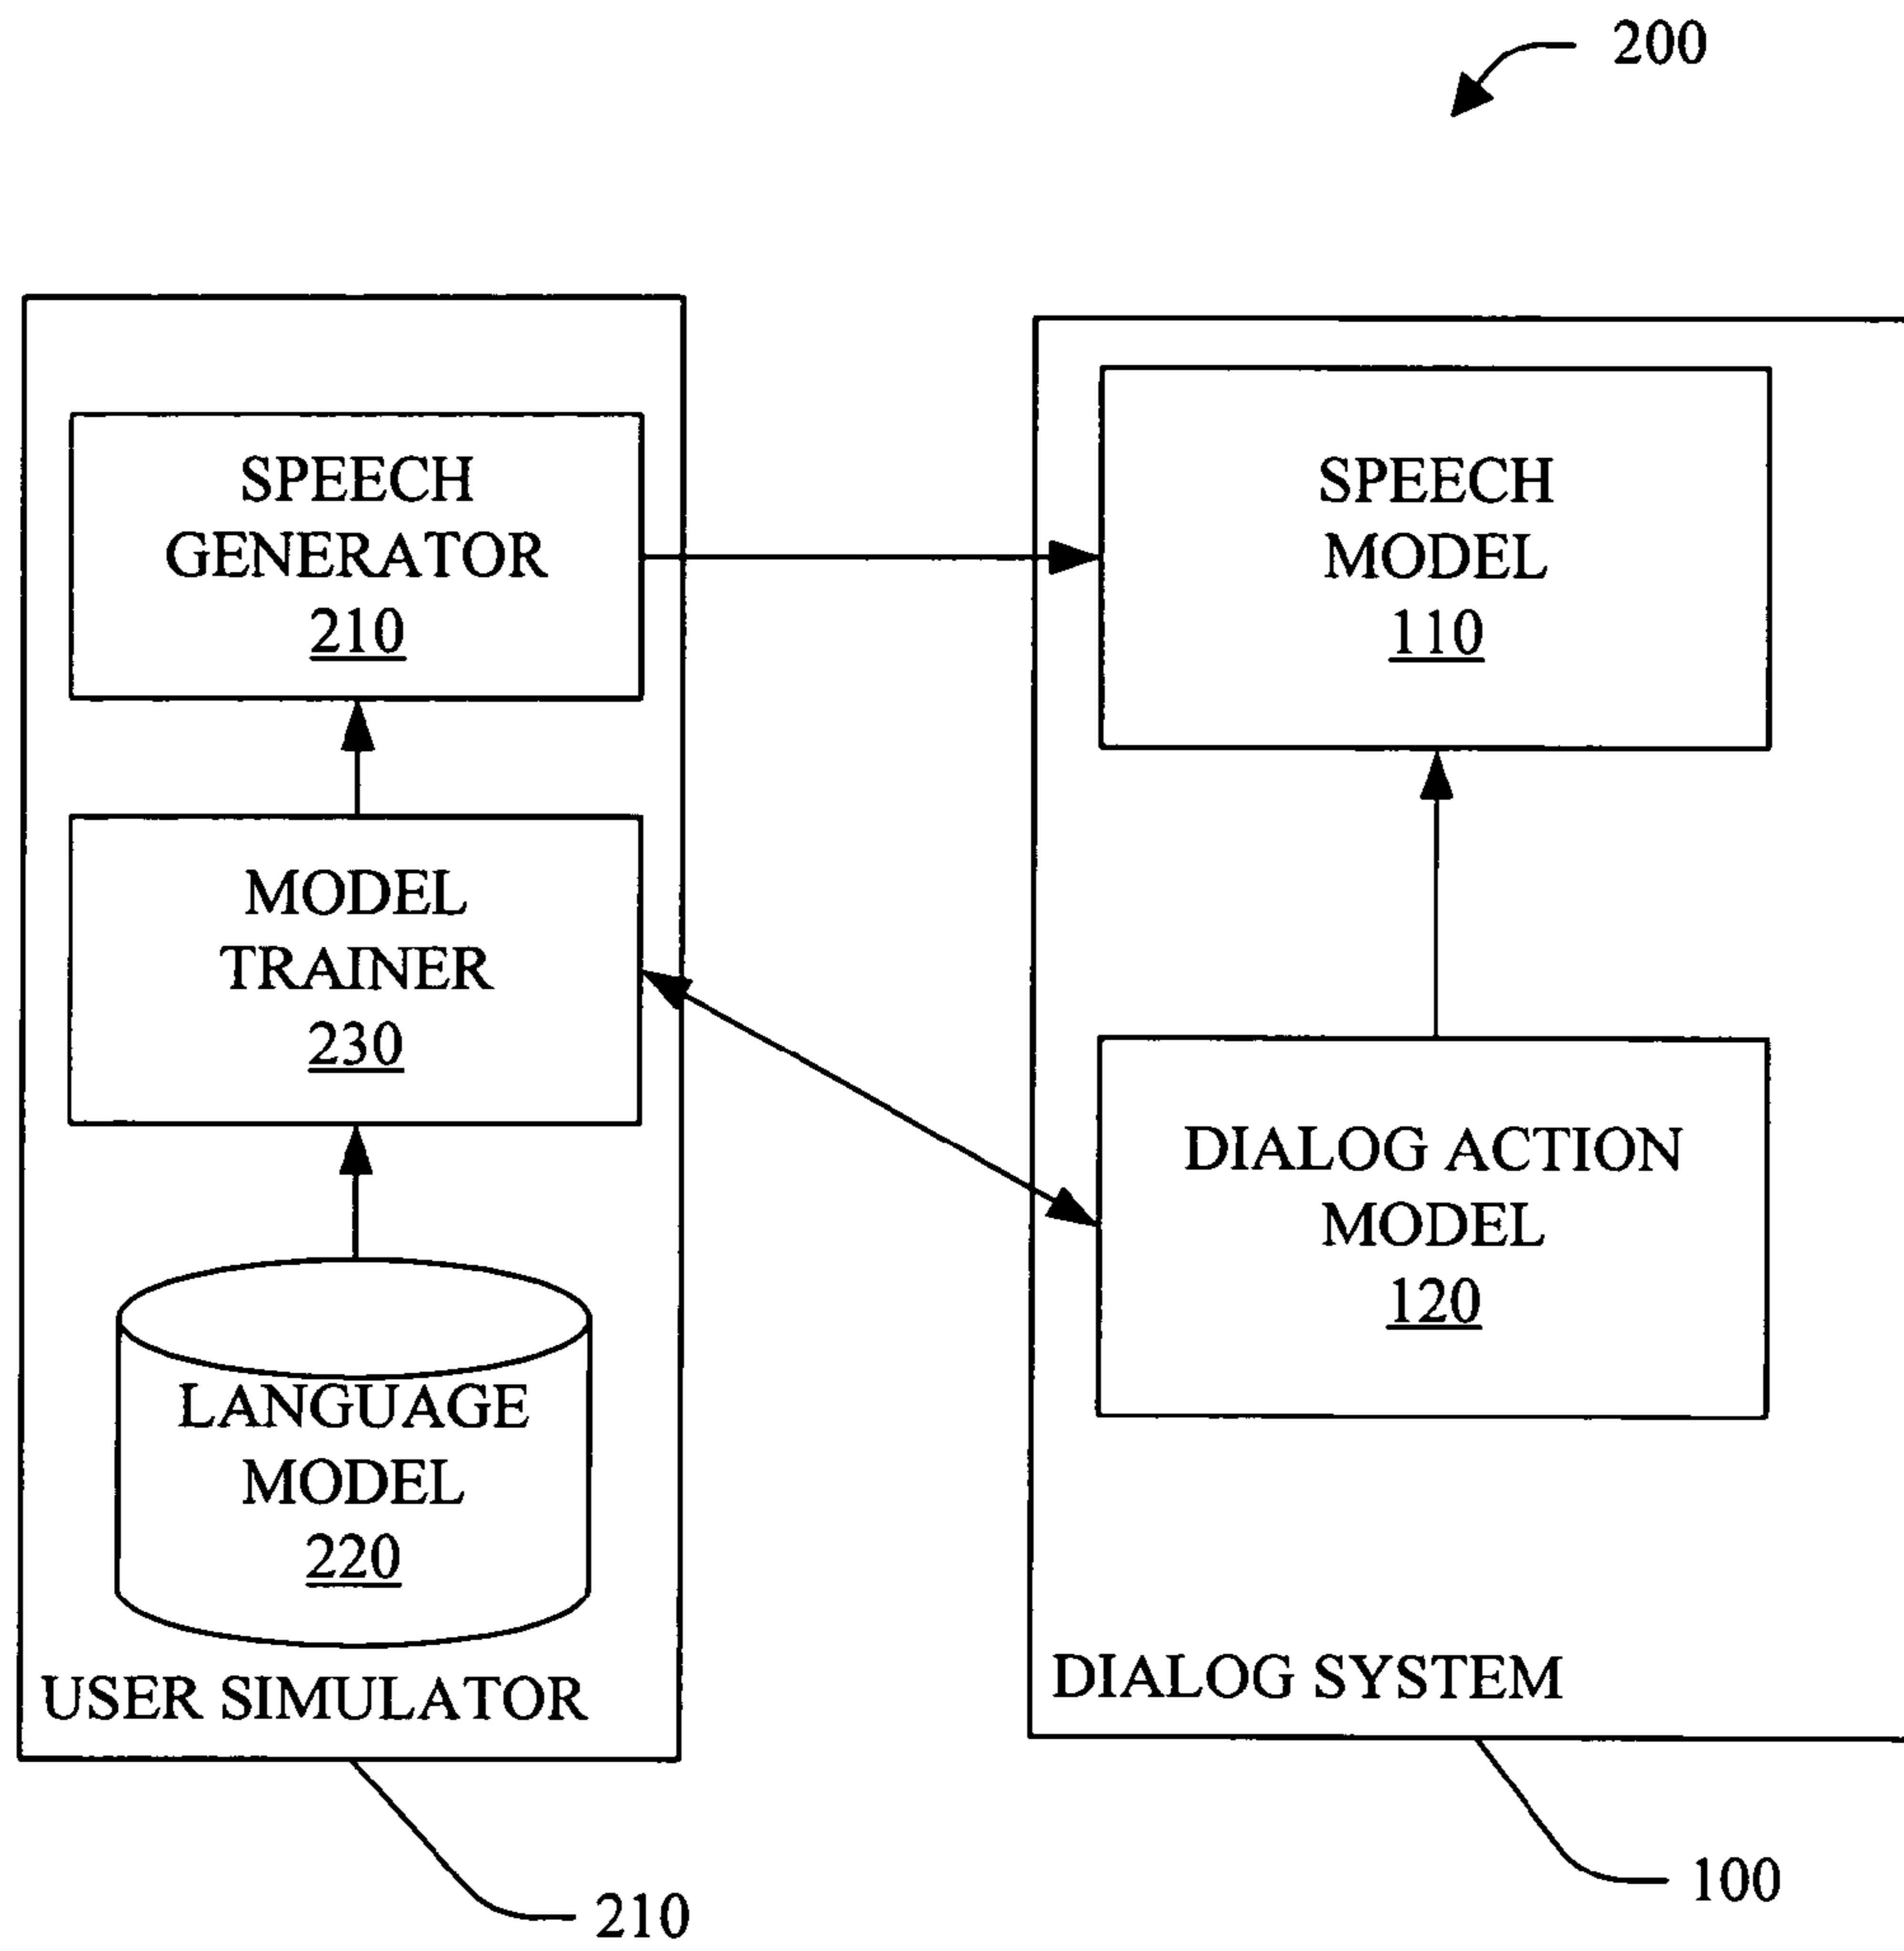 200
SPEECH
GENERATOR
210
MODEL
TRAINER
230
LANGUAGE
MODEL
220
USER SIMULATOR
210
SPEECH
MODEL
110
DIALOG ACTION
MODEL
120
DIALOG SYSTEM
100